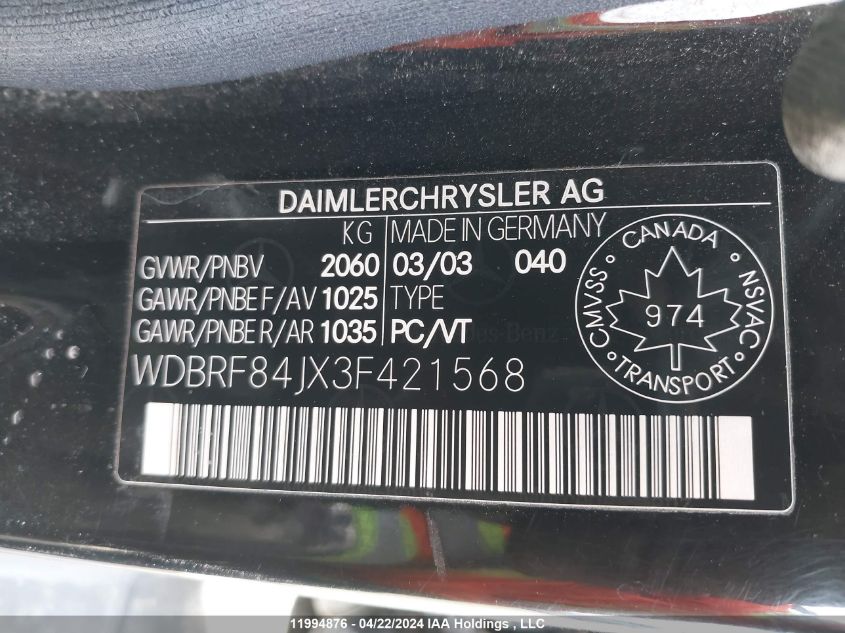 DAIMLERCHRYSLER AG
KG MADE IN GERMANY
GVWR/PNBV 2060 03/03 040
GAWR/PNBE F/AV 1025 TYPE
GAWR/PNBE R/AR 1035 PC/VT
WDBRF84JX3F421568
CANADA
CMVSS 974 NSVAC
TRANSPORT
11994876 - 04/22/2024 IAA Holdings , LLC